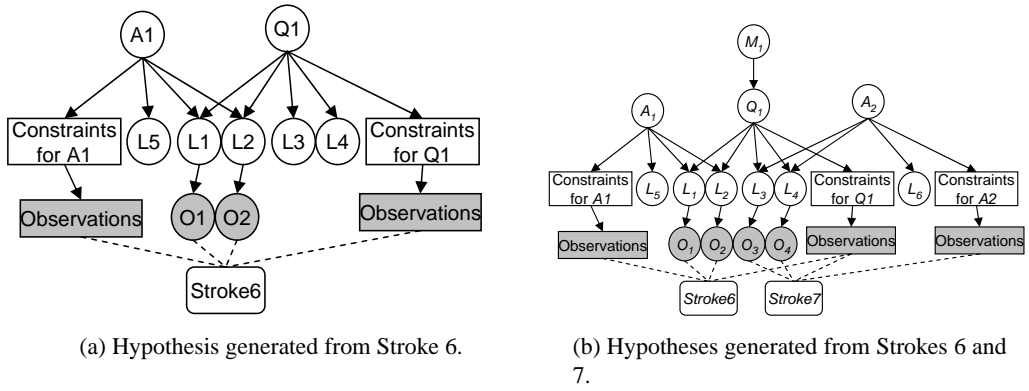 A1 Q1
Constraints
for A1
L5 L1 L2 L3 L4
Constraints
for Q1
Observations O1 O2 Observations
Stroke6
(a) Hypothesis generated from Stroke 6.
M1
A1 Q1 A2
Constraints
for A1
L5 L1 L2 L3 L4
Constraints
for Q1
L6
Constraints
for A2
Observations O1 O2 O3 O4 Observations Observations
Stroke6 Stroke7
(b) Hypotheses generated from Strokes 6 and
7.